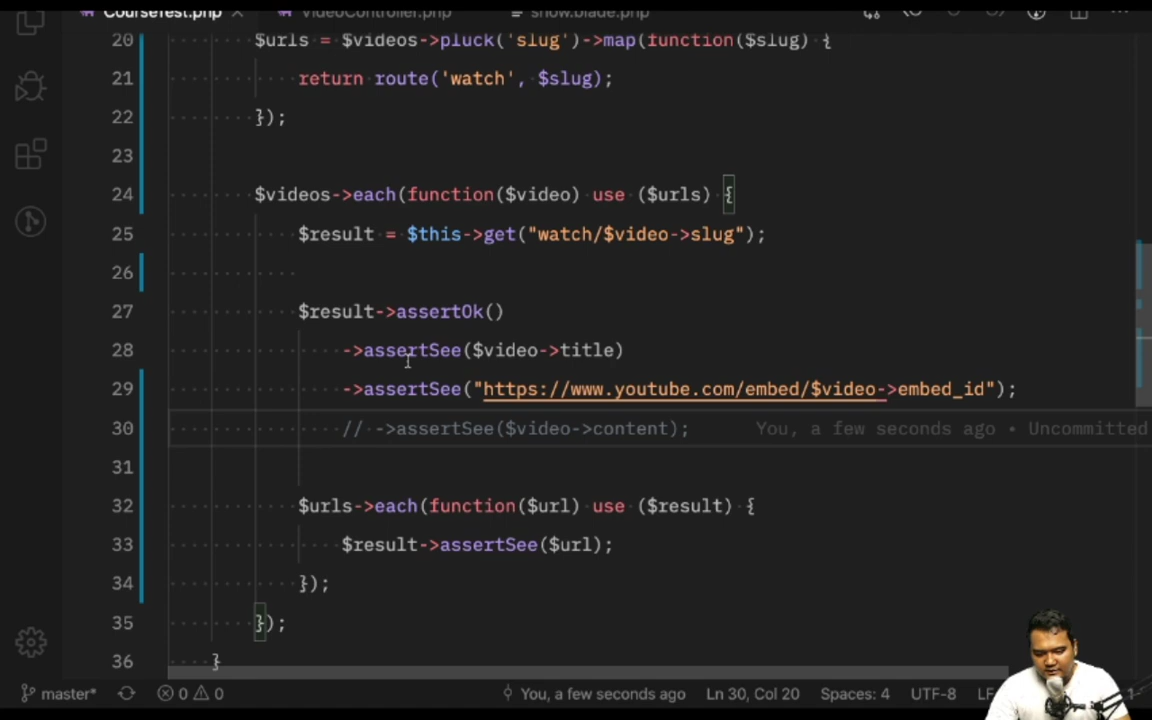 CourseTest.php VideoController.php show.blade.php
20 $urls = $videos->pluck('slug')->map(function($slug) {
21 return route('watch', $slug);
22 });
23
24 $videos->each(function($video) use ($urls) {
25 $result = $this->get("watch/$video->slug");
26
27 $result->assertOk()
28 ->assertSee($video->title)
29 ->assertSee("https://www.youtube.com/embed/$video->embed_id");
30 // ->assertSee($video->content); You, a few seconds ago • Uncommitted
31
32 $urls->each(function($url) use ($result) {
33 $result->assertSee($url);
34 });
35 });
36 }
master* 0 0 You, a few seconds ago Ln 30, Col 20 Spaces: 4 UTF-8 LF